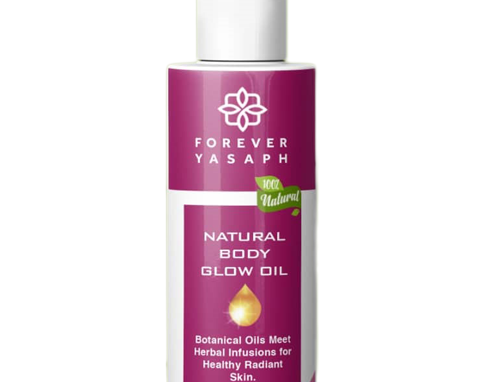 FOREVER
YASAPH
100%
Natural
NATURAL
BODY
GLOW OIL
Botanical Oils Meet
Herbal Infusions for
Healthy Radiant
Skin.